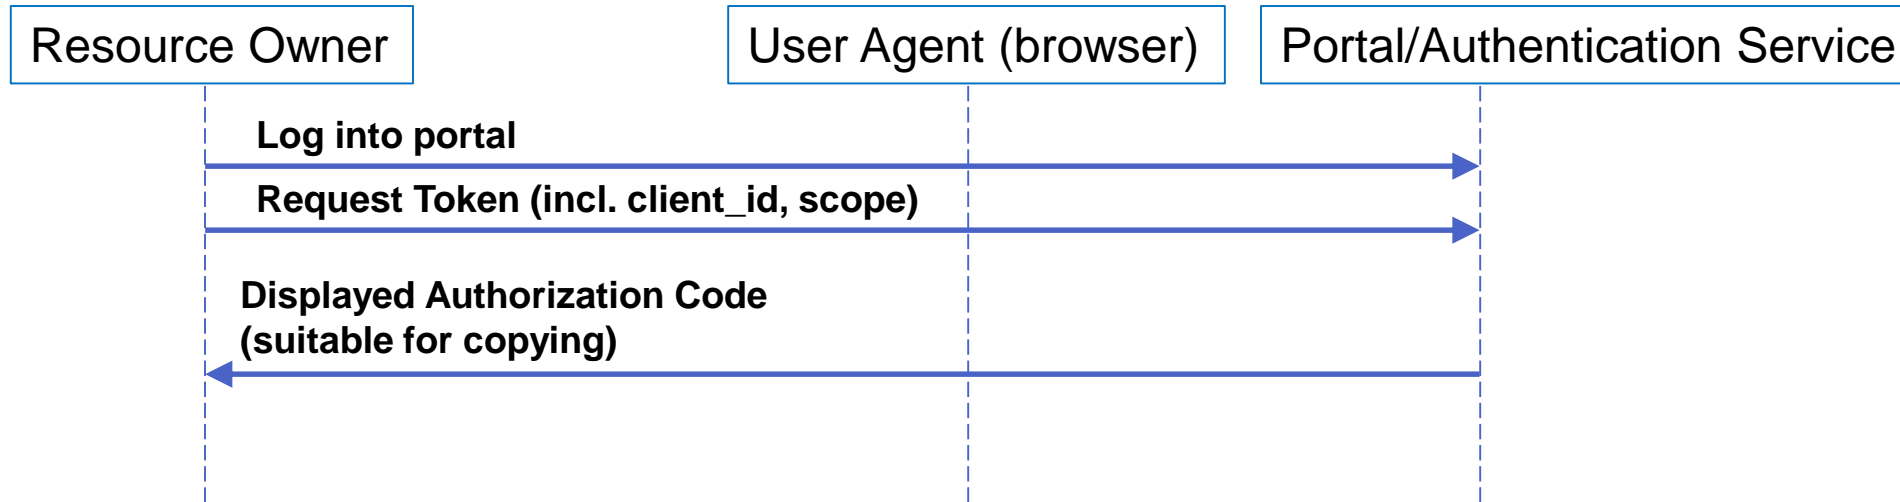 Resource Owner
User Agent (browser)
Portal/Authentication Service
Log into portal
Request Token (incl. client_id, scope)
Displayed Authorization Code
(suitable for copying)